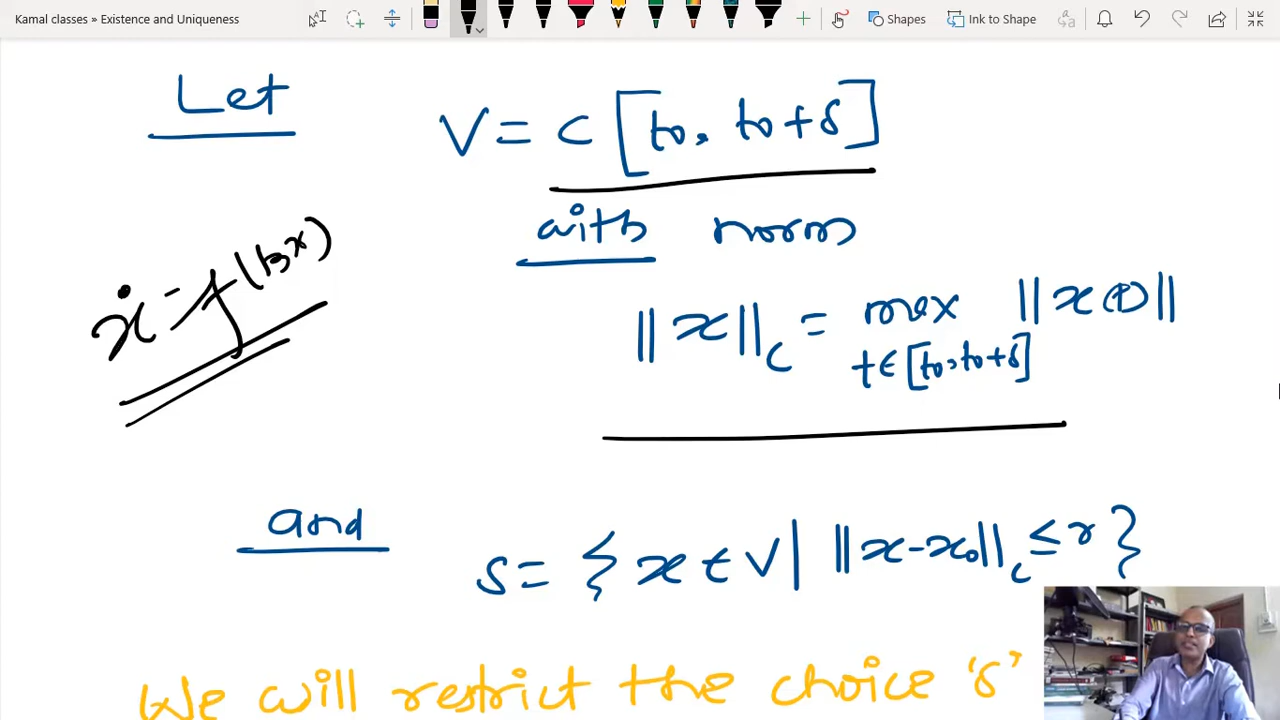 Kamal classes » Existence and Uniqueness
Shapes
Ink to Shape
Let
V = C [t0, t0+δ]
with norm
ẋ = f(t,x)
||x||_C = max ||x(t)||
t∈[t0, t0+δ]
and
S = { x ∈ V | ||x-x₀||_C ≤ r }
We will restrict the choice 'δ'